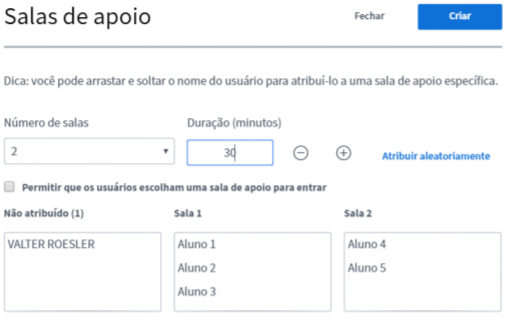 Salas de apoio
Fechar
Criar
Dica: você pode arrastar e soltar o nome do usuário para atribuí-lo a uma sala de apoio específica.
Número de salas
Duração (minutos)
2
30
Atribuir aleatoriamente
Permitir que os usuários escolham uma sala de apoio para entrar
Não atribuído (1)
Sala 1
Sala 2
VALTER ROESLER
Aluno 1
Aluno 4
Aluno 2
Aluno 5
Aluno 3